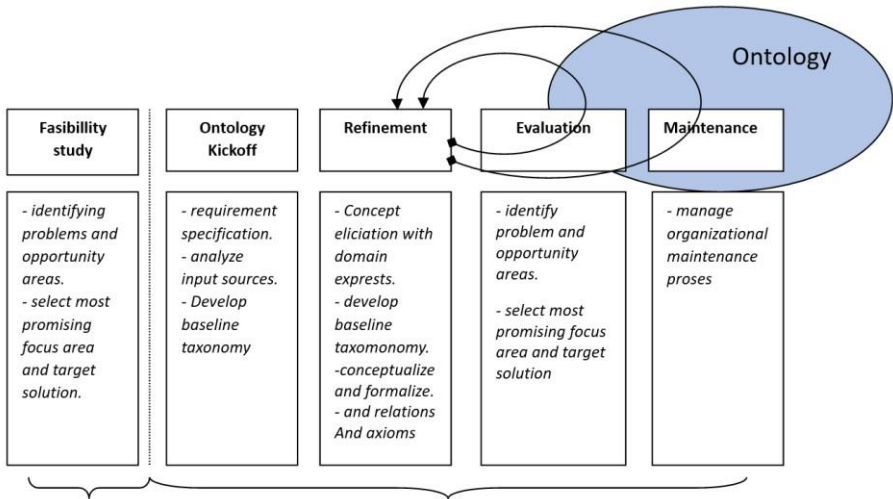 Ontology
Fasibillity
study
Ontology
Kickoff
Refinement
Evaluation
Maintenance
- identifying
problems and
opportunity
areas.
- select most
promising
focus area
and target
solution.
- requirement
specification.
- analyze
input sources.
- Develop
baseline
taxonomy
- Concept
eliciation with
domain
exprests.
- develop
baseline
taxomonomy.
-conceptualize
and formalize.
- and relations
And axioms
- identify
problem and
opportunity
areas.
- select most
promising focus
area and target
solution
- manage
organizational
maintenance
proses